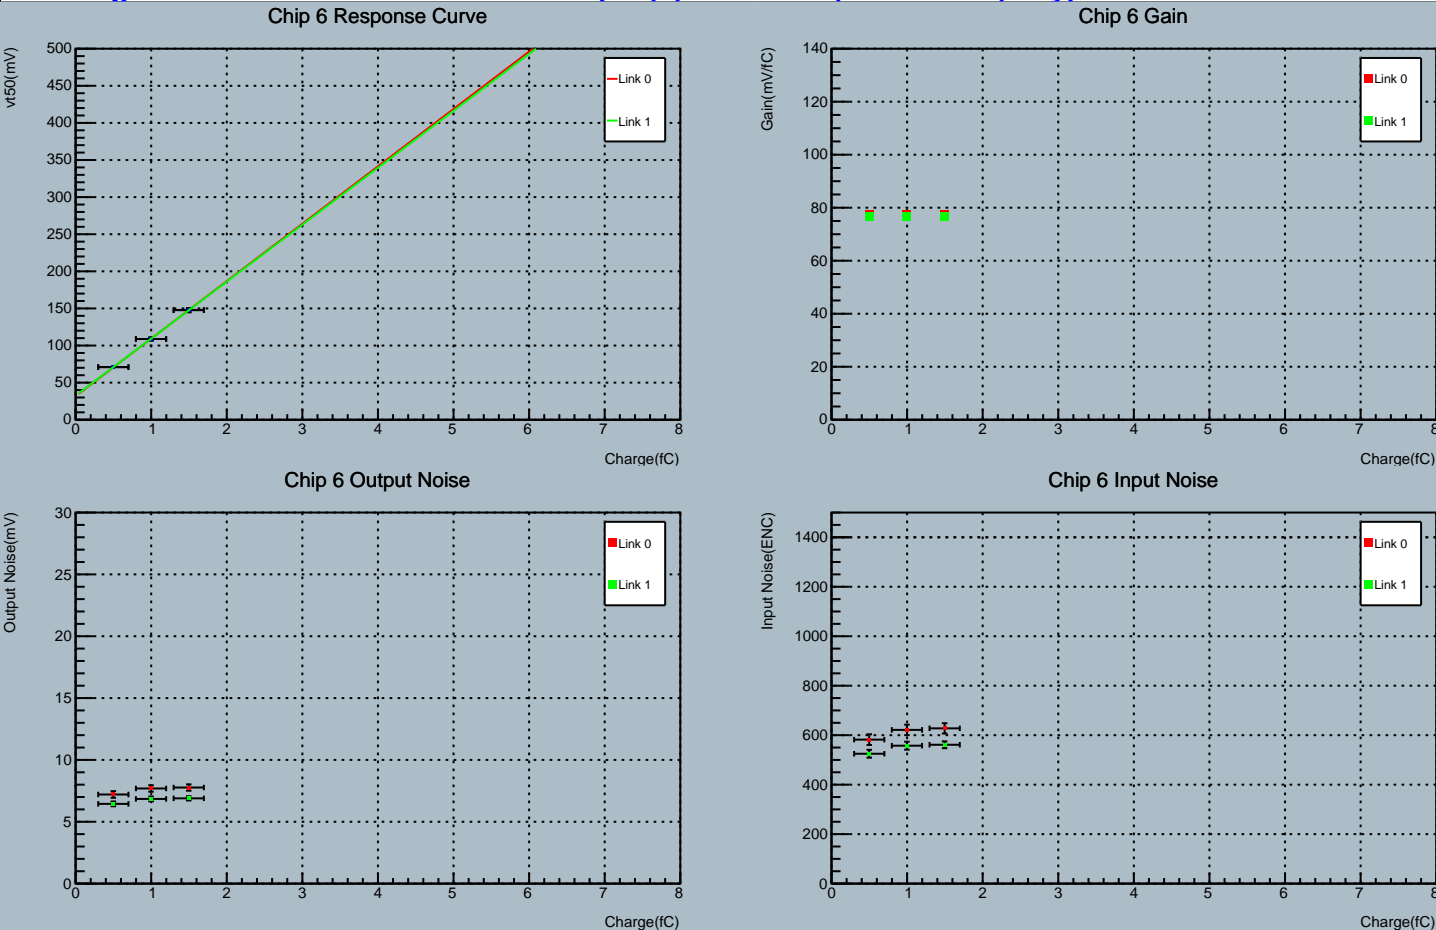 Chip 6 Response Curve
vt50(mV)
500
450
400
350
300
250
200
150
100
50
0
0 1 2 3 4 5 6 7 8
Charge(fC)
Link 0
Link 1
Chip 6 Gain
Gain(mV/fC)
140
120
100
80
60
40
20
0
0 1 2 3 4 5 6 7 8
Charge(fC)
Link 0
Link 1
Chip 6 Output Noise
Output Noise(mV)
30
25
20
15
10
5
0
0 1 2 3 4 5 6 7 8
Charge(fC)
Link 0
Link 1
Chip 6 Input Noise
Input Noise(ENC)
1400
1200
1000
800
600
400
200
0
0 1 2 3 4 5 6 7 8
Charge(fC)
Link 0
Link 1